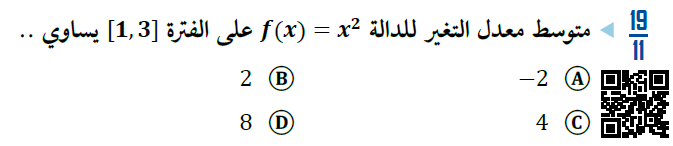 19/11 متوسط معدل التغير للدالة f(x) = x² على الفترة [1, 3] يساوي ..
A −2 B 2
C 4 D 8